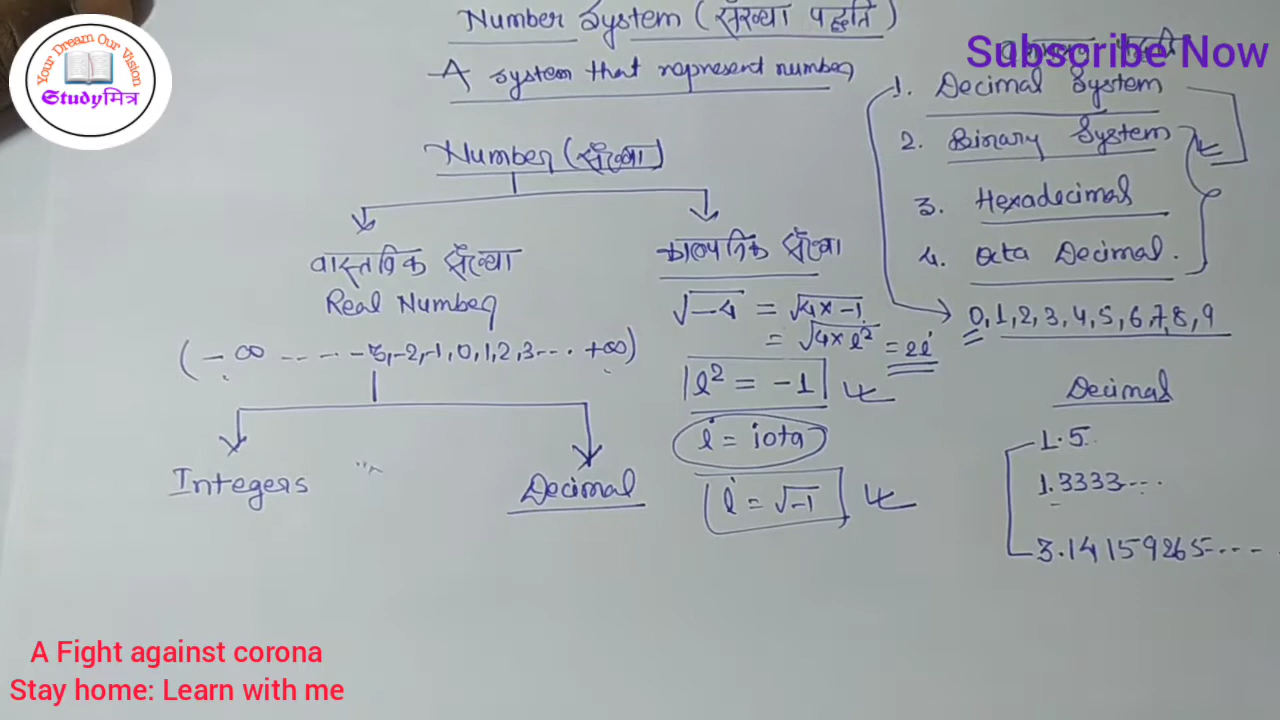 Number System (संख्या पद्धति)
A system that represent number
Your Dream Our Vision
Studyमित्र
Subscribe Now
1. Decimal System
2. Binary System
3. Hexadecimal
4. Octa Decimal.
0, 1, 2, 3, 4, 5, 6, 7, 8, 9
Number (संख्या)
वास्तविक संख्या
Real Number
(-∞ ... -- -3, -2, -1, 0, 1, 2, 3 -.. +∞)
Integers
Decimal
काल्पनिक संख्या
√-4 = √4×-1
= √4×i² = 2i
i² = -1
i = iota
i = √-1
Decimal
1.5
1.3333--..
3.14159265-...
A Fight against corona
Stay home: Learn with me